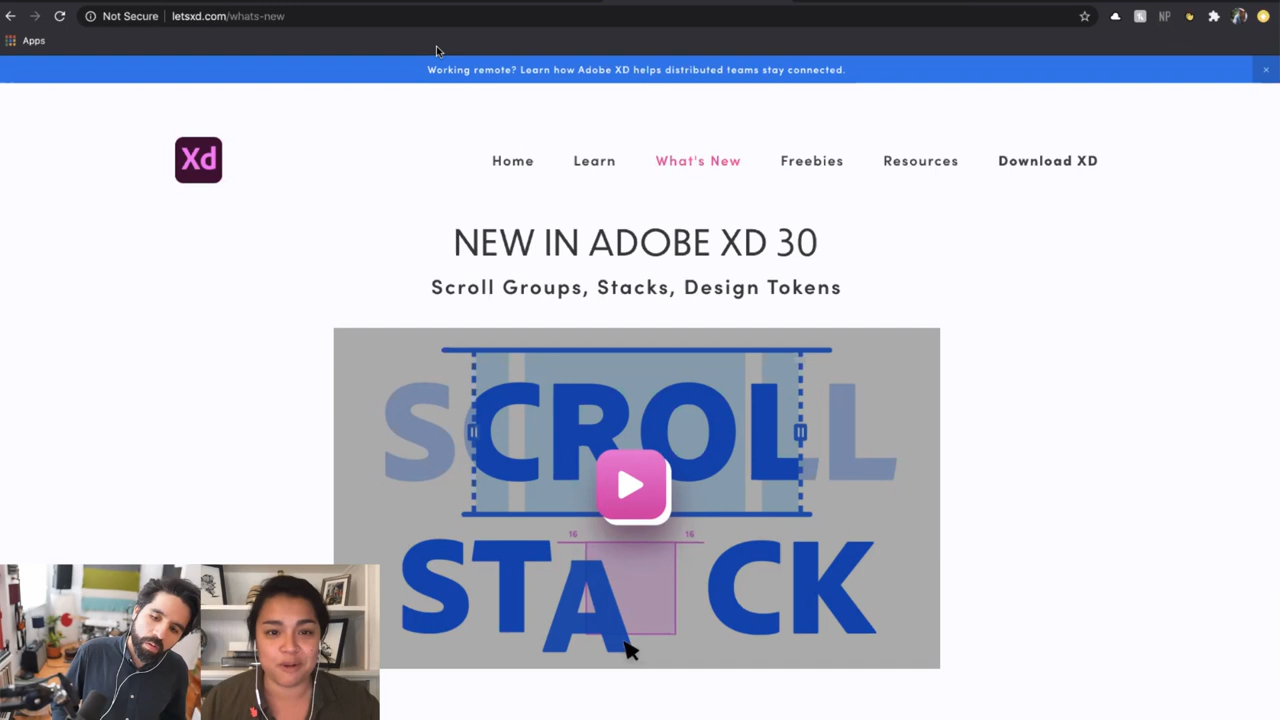 Not Secure letsxd.com/whats-new
NP
Apps
Working remote? Learn how Adobe XD helps distributed teams stay connected.
Xd
Home Learn What's New Freebies Resources Download XD
NEW IN ADOBE XD 30
Scroll Groups, Stacks, Design Tokens
SCROLL
16 16
STACK